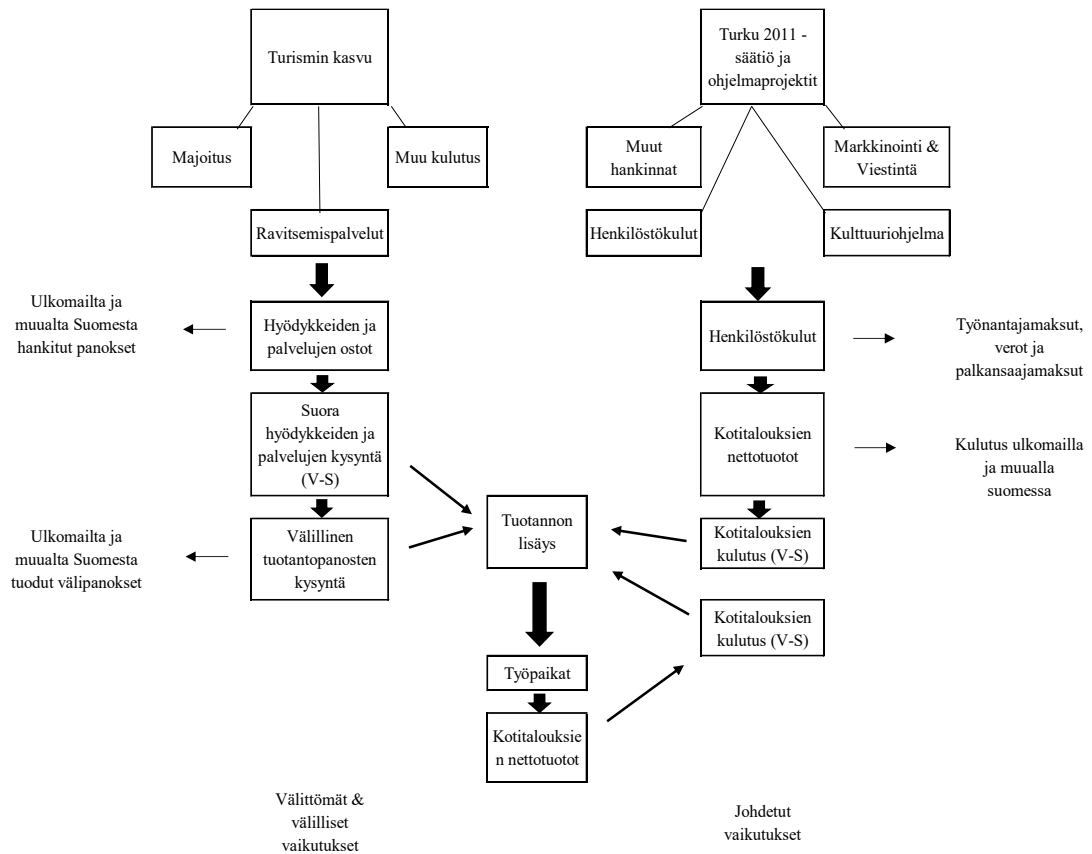 Turismin kasvu
Turku 2011 -
säätiö ja
ohjelmaprojektit
Majoitus
Muu kulutus
Muut
hankinnat
Markkinointi &
Viestintä
Ravitsemispalvelut
Henkilöstökulut
Kulttuuriohjelma
Ulkomailta ja
muualta Suomesta
hankitut panokset
Hyödykkeiden ja
palvelujen ostot
Henkilöstökulut
Työnantajamaksut,
verot ja
palkansaajamaksut
Suora
hyödykkeiden ja
palvelujen kysyntä
(V-S)
Kotitalouksien
nettotuotot
Kulutus ulkomailla
ja muualla
suomessa
Ulkomailta ja
muualta Suomesta
tuodut välipanokset
Välillinen
tuotantopanosten
kysyntä
Tuotannon
lisäys
Kotitalouksien
kulutus (V-S)
Kotitalouksien
kulutus (V-S)
Työpaikat
Kotitalouksie
n nettotuotot
Välittömät &
välilliset
vaikutukset
Johdetut
vaikutukset